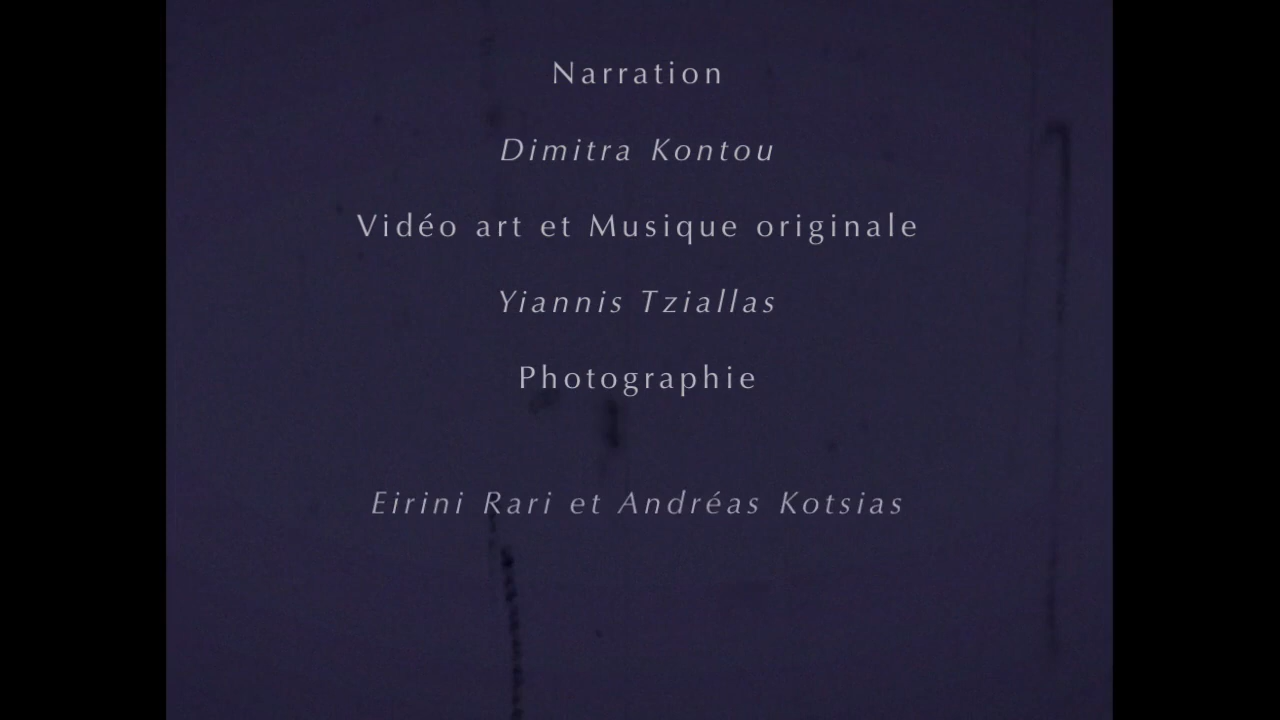 Narration
Dimitra Kontou
Vidéo art et Musique originale
Yiannis Tziallas
Photographie
Eirini Rari et Andréas Kotsias